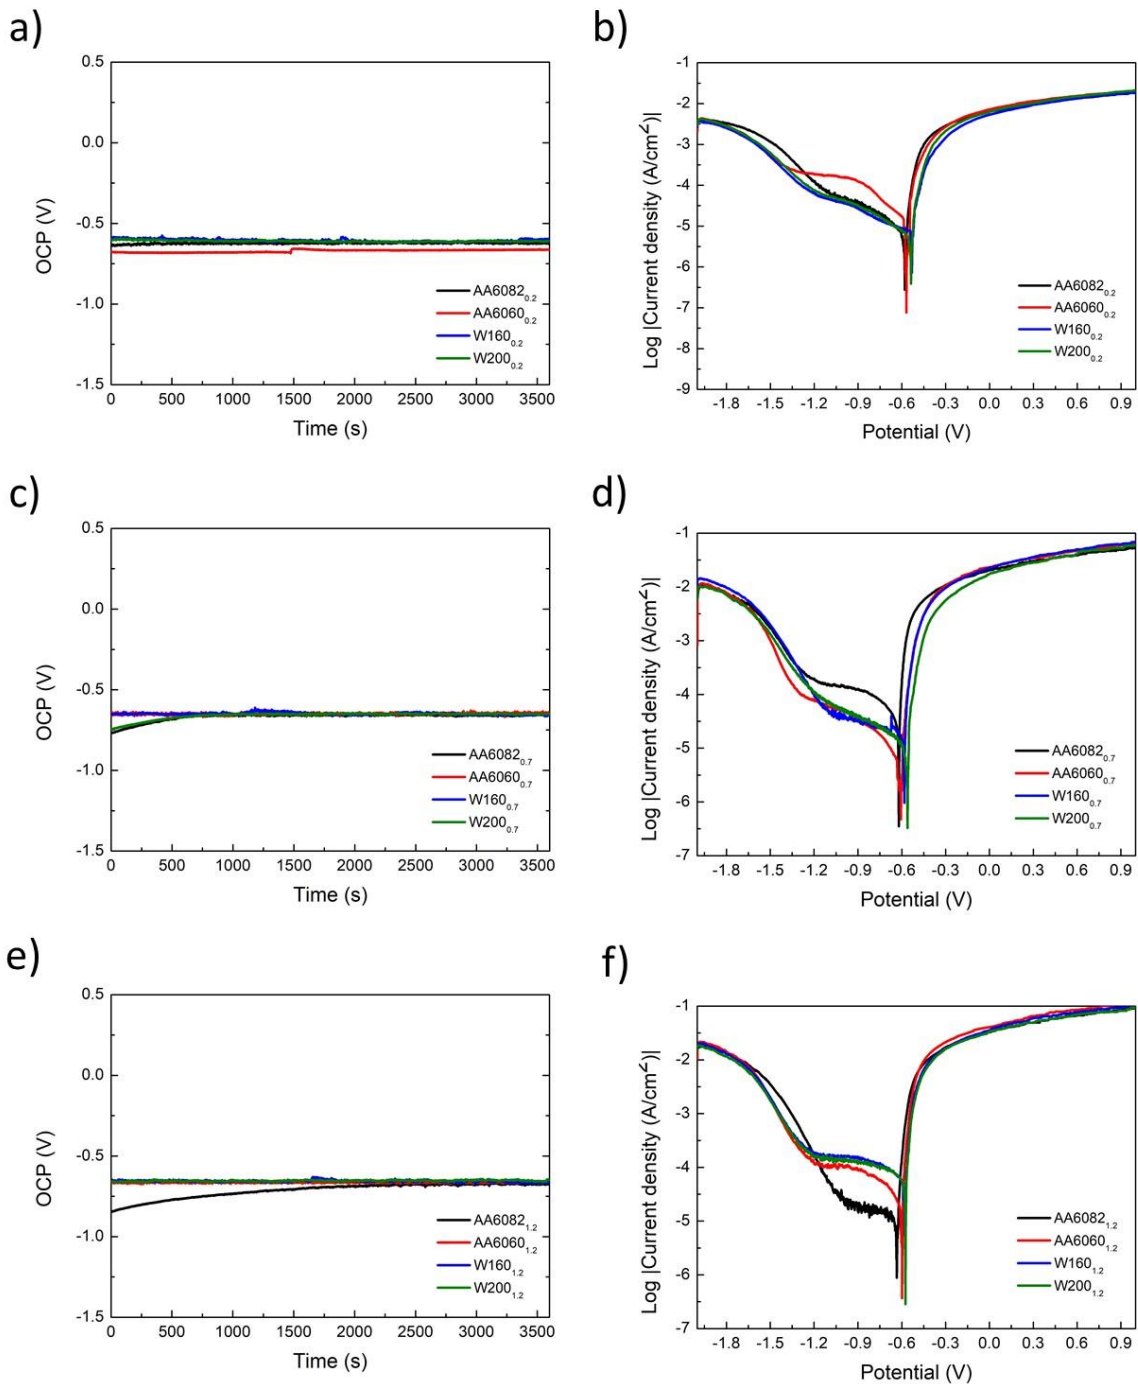 a)
0.5
0.0
-0.5
-1.0
-1.5
OCP (V)
AA6082₀.₂
AA6060₀.₂
W160₀.₂
W200₀.₂
0 500 1000 1500 2000 2500 3000 3500
Time (s)
b)
-1
-2
-3
-4
-5
-6
-7
-8
-9
Log |Current density (A/cm²)|
AA6082₀.₂
AA6060₀.₂
W160₀.₂
W200₀.₂
-1.8 -1.5 -1.2 -0.9 -0.6 -0.3 0.0 0.3 0.6 0.9
Potential (V)
c)
0.5
0.0
-0.5
-1.0
-1.5
OCP (V)
AA6082₀.₇
AA6060₀.₇
W160₀.₇
W200₀.₇
0 500 1000 1500 2000 2500 3000 3500
Time (s)
d)
-1
-2
-3
-4
-5
-6
-7
Log |Current density (A/cm²)|
AA6082₀.₇
AA6060₀.₇
W160₀.₇
W200₀.₇
-1.8 -1.5 -1.2 -0.9 -0.6 -0.3 0.0 0.3 0.6 0.9
Potential (V)
e)
0.5
0.0
-0.5
-1.0
-1.5
OCP (V)
AA6082₁.₂
AA6060₁.₂
W160₁.₂
W200₁.₂
0 500 1000 1500 2000 2500 3000 3500
Time (s)
f)
-1
-2
-3
-4
-5
-6
-7
Log |Current density (A/cm²)|
AA6082₁.₂
AA6060₁.₂
W160₁.₂
W200₁.₂
-1.8 -1.5 -1.2 -0.9 -0.6 -0.3 0.0 0.3 0.6 0.9
Potential (V)